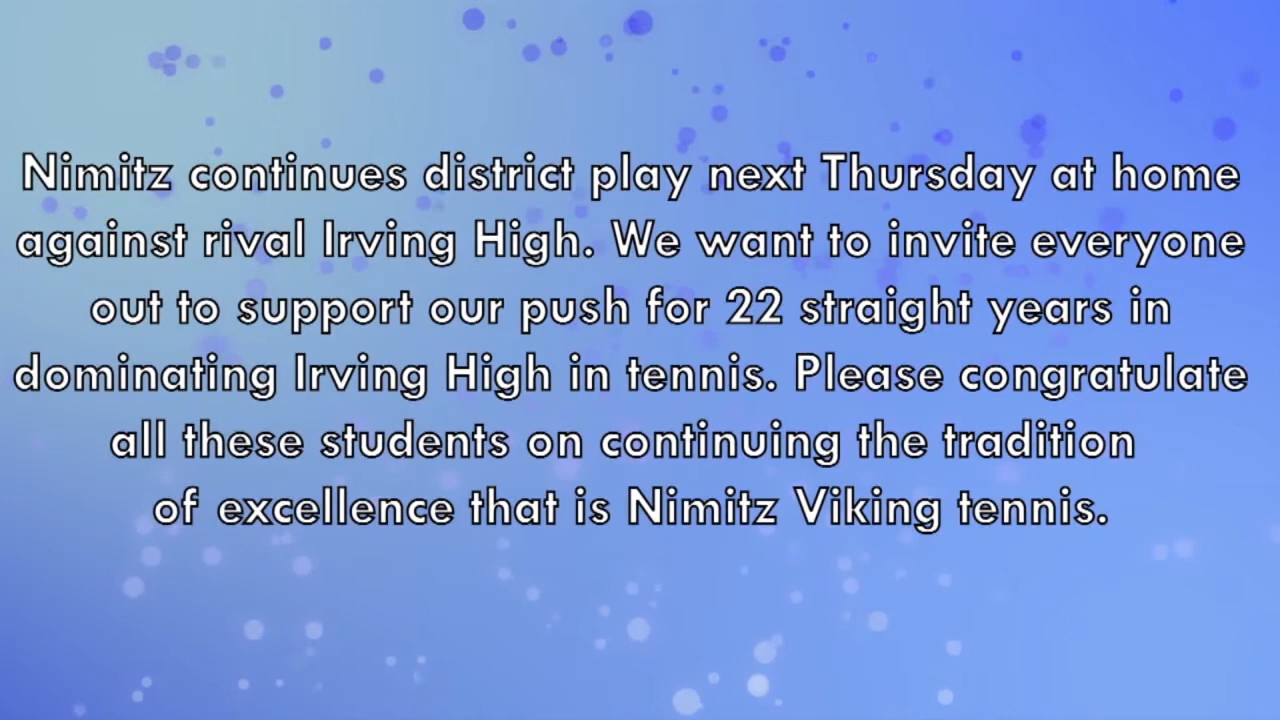 Nimitz continues district play next Thursday at home
against rival Irving High. We want to invite everyone
out to support our push for 22 straight years in
dominating Irving High in tennis. Please congratulate
all these students on continuing the tradition
of excellence that is Nimitz Viking tennis.